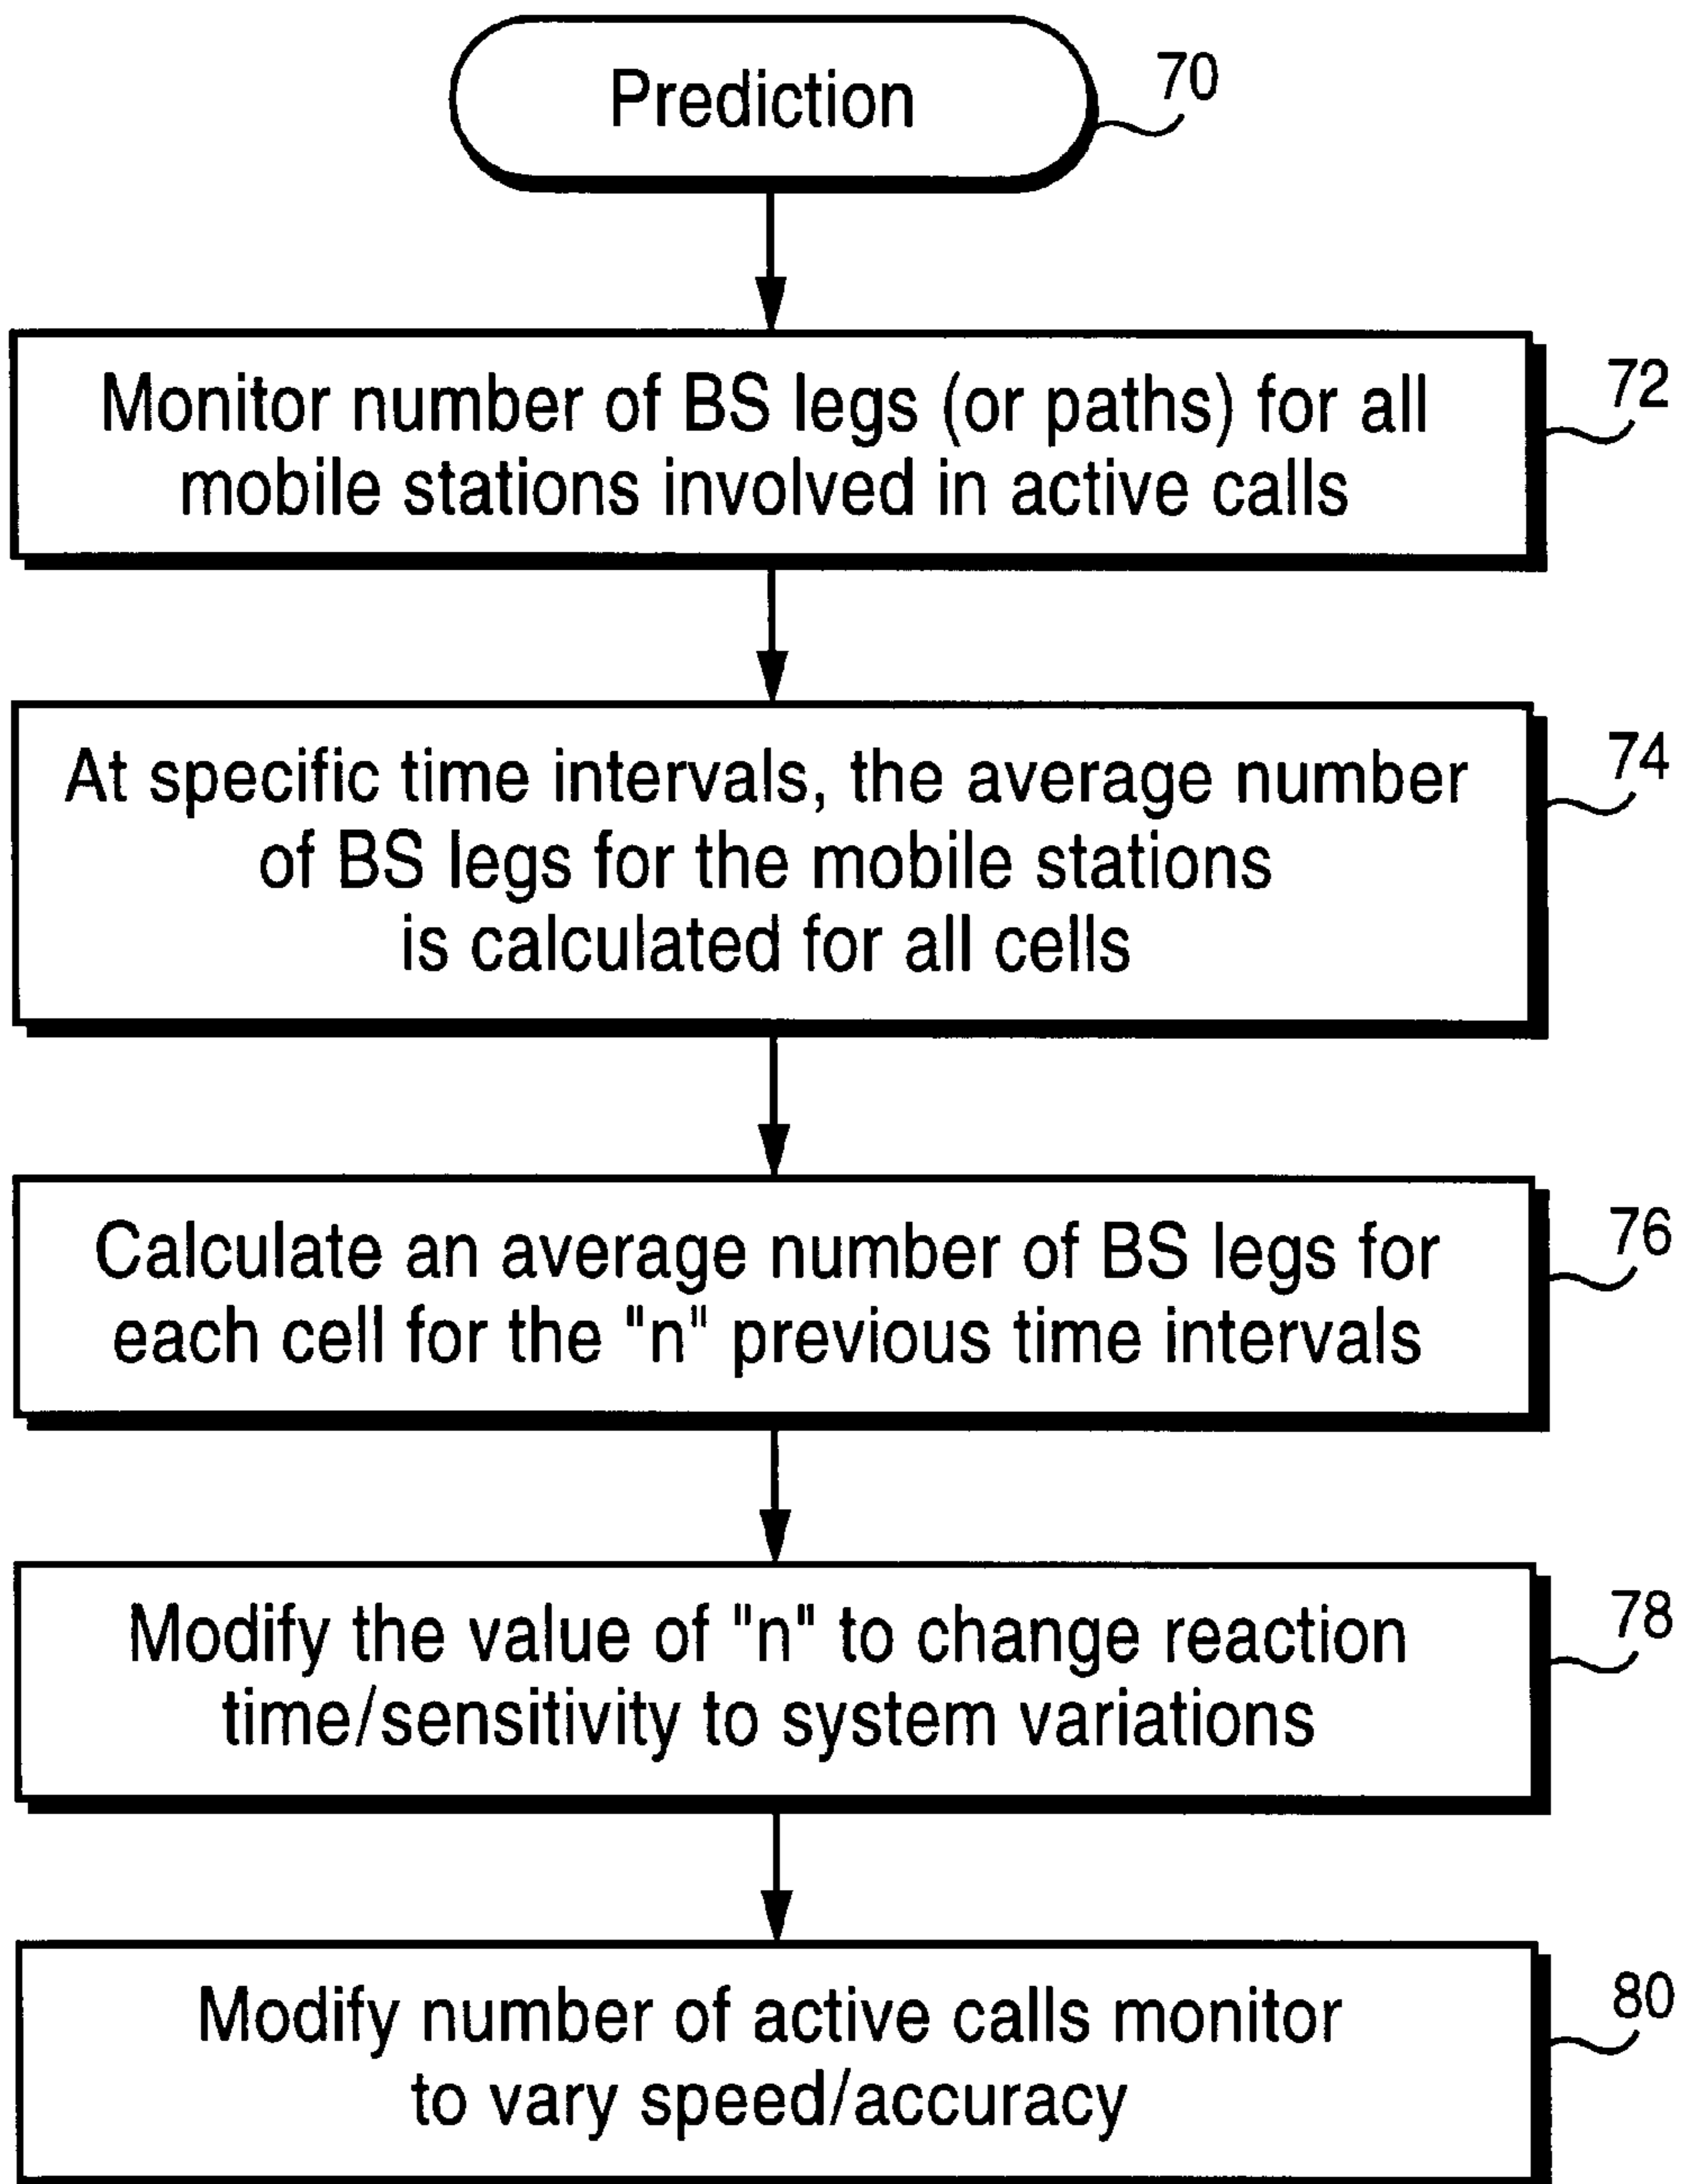 Prediction
70
Monitor number of BS legs (or paths) for all
mobile stations involved in active calls
72
At specific time intervals, the average number
of BS legs for the mobile stations
is calculated for all cells
74
Calculate an average number of BS legs for
each cell for the "n" previous time intervals
76
Modify the value of "n" to change reaction
time/sensitivity to system variations
78
Modify number of active calls monitor
to vary speed/accuracy
80